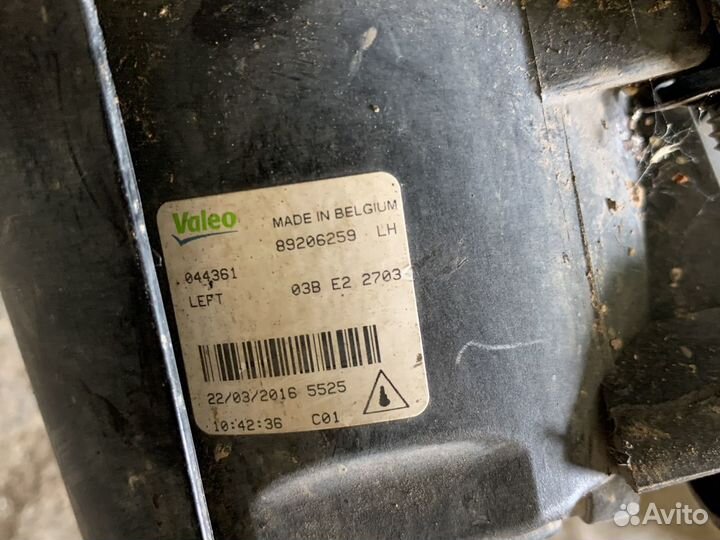 Valeo MADE IN BELGIUM
89206259 LH
044361
LEFT 03B E2 2703
22/03/2016 5525
10:42:36 C01
Avito